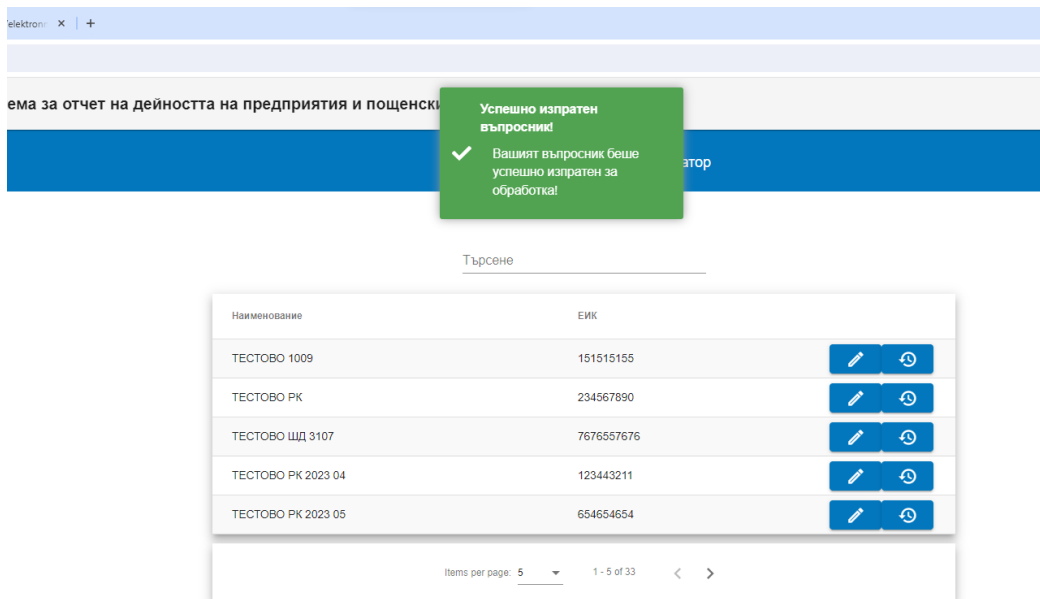 elektroni
ема за отчет на дейността на предприятия и пощенски
Успешно изпратен
въпросник!
Вашият въпросник беше
успешно изпратен за
обработка!
атор
Търсене
Наименование ЕИК
ТЕСТОВО 1009 151515155
ТЕСТОВО РК 234567890
ТЕСТОВО ЩД 3107 7676557676
ТЕСТОВО РК 2023 04 123443211
ТЕСТОВО РК 2023 05 654654654
Items per page: 5 1 - 5 of 33